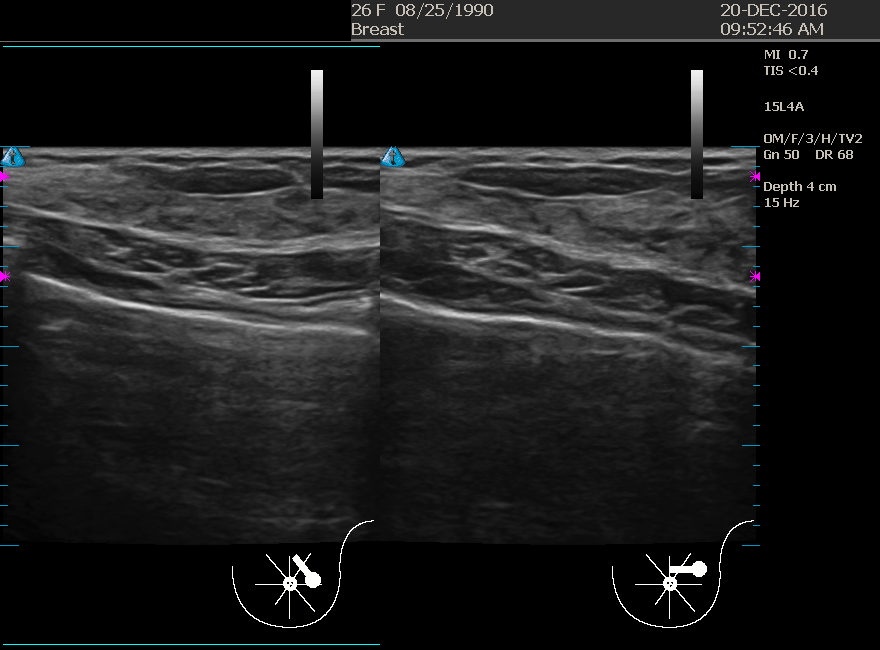 26 F 08/25/1990 20-DEC-2016
Breast 09:52:46 AM
MI 0.7
TIS <0.4
15L4A
OM/F/3/H/TV2
Gn 50 DR 68
Depth 4 cm
15 Hz